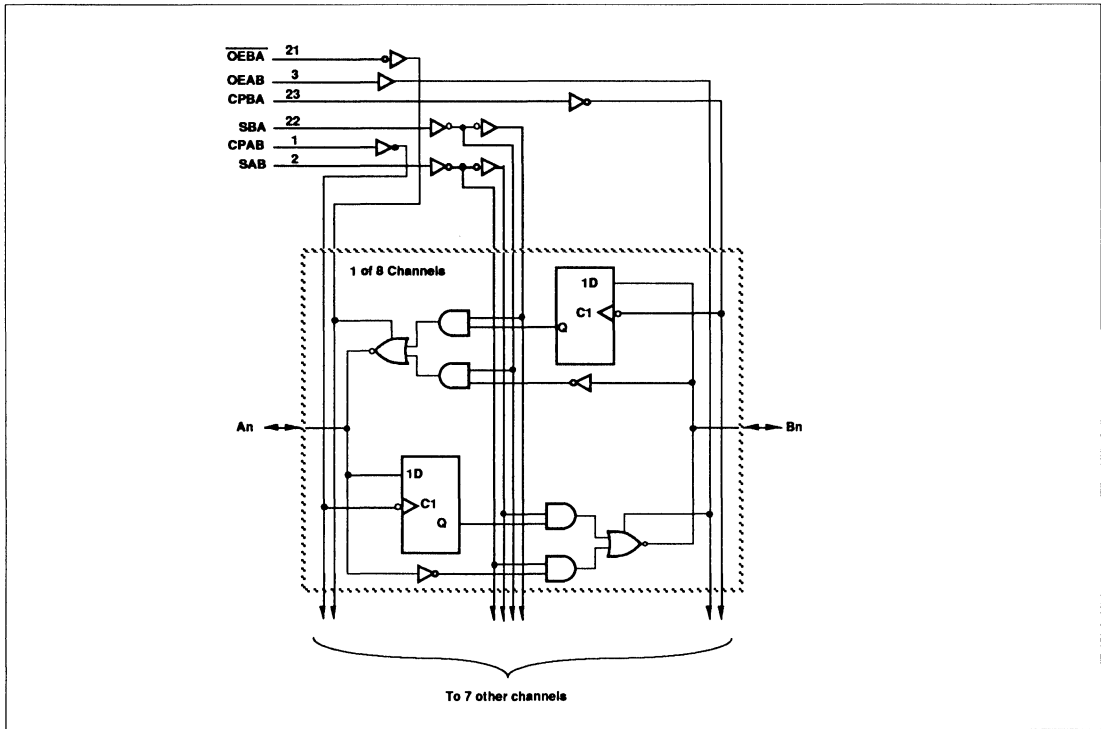 OEBA 21
OEAB 3
CPBA 23
SBA 22
CPAB 1
SAB 2
1 of 8 Channels
1D
C1
Q
An
Bn
1D
C1
Q
To 7 other channels